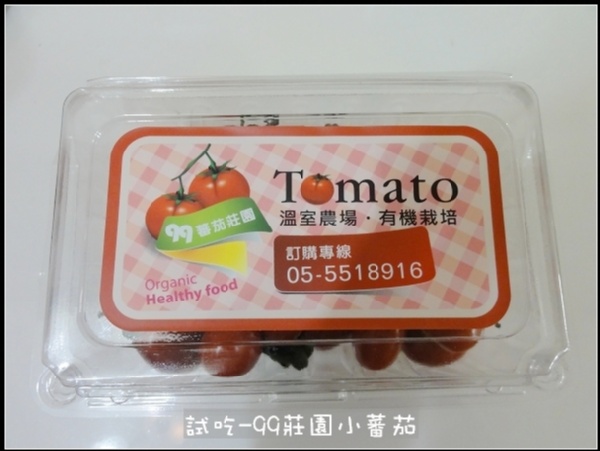 Tomato
溫室農場・有機栽培
99蕃茄莊園
訂購專線
05-5518916
Organic
Healthy food
試吃-99莊園小蕃茄